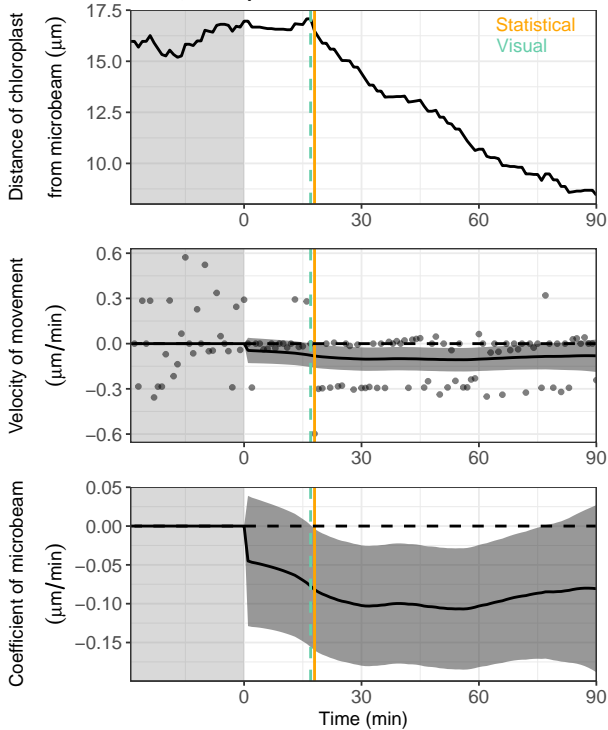 17.5
Statistical
Visual
15.0
12.5
10.0
Distance of chloroplast
from microbeam (μm)
0 30 60 90
0.6
0.3
0.0
−0.3
−0.6
Velocity of movement
(μm/min)
0 30 60 90
0.05
0.00
−0.05
−0.10
−0.15
Coefficient of microbeam
(μm/min)
0 30 60 90
Time (min)